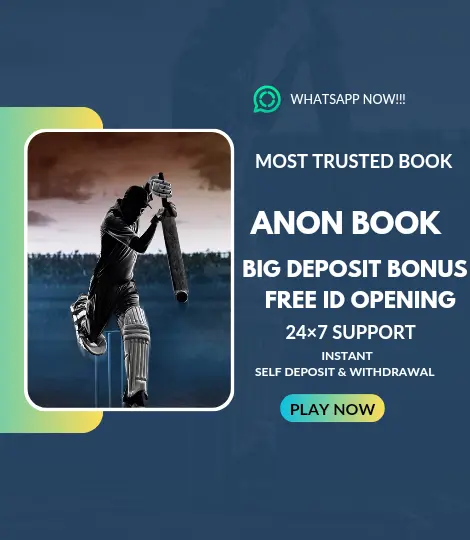 WHATSAPP NOW!!!
MOST TRUSTED BOOK
ANON BOOK
BIG DEPOSIT BONUS
FREE ID OPENING
24×7 SUPPORT
INSTANT
SELF DEPOSIT & WITHDRAWAL
PLAY NOW